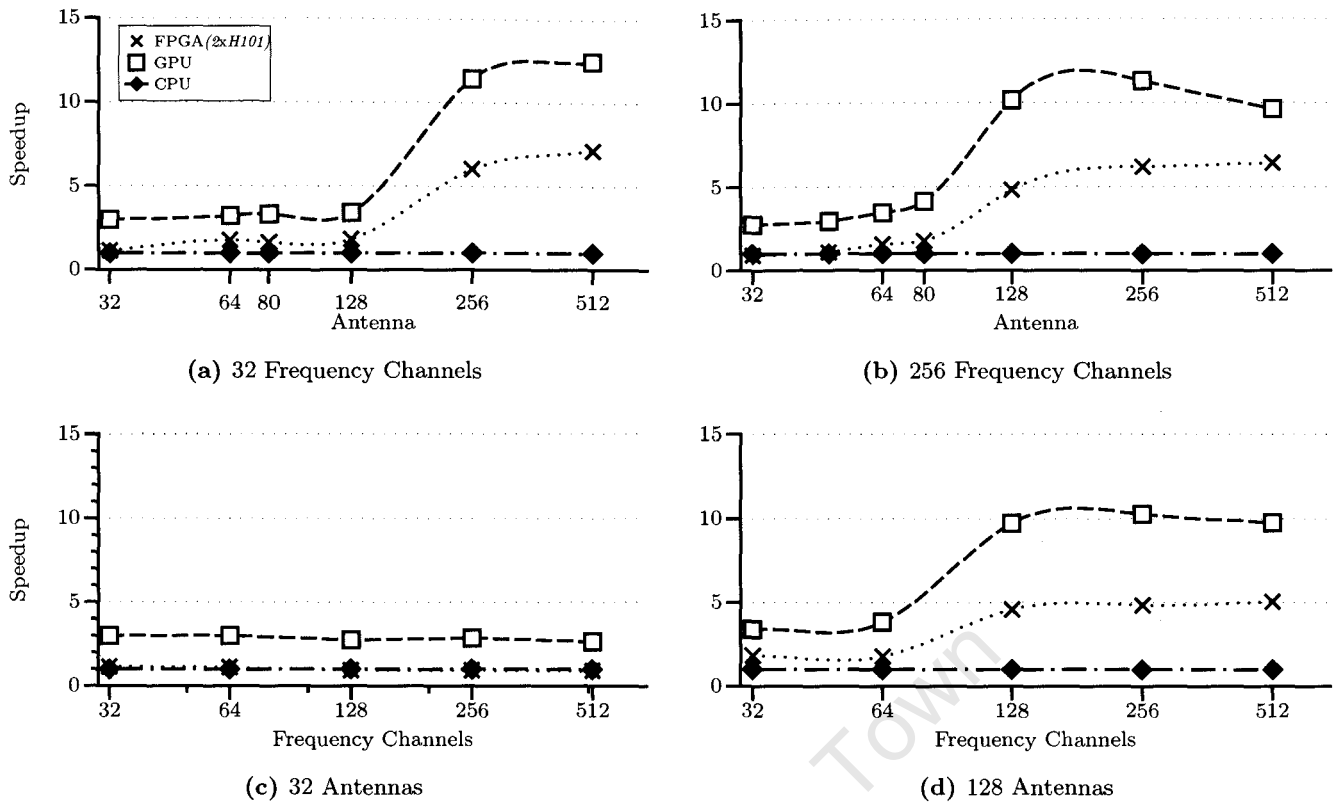 FPGA(2xH101)
GPU
CPU
15
10
5
0
Speedup
32
64
80
128
256
512
Antenna
(a) 32 Frequency Channels
15
10
5
0
32
64
80
128
256
512
Antenna
(b) 256 Frequency Channels
15
10
5
0
Speedup
32
64
128
256
512
Frequency Channels
(c) 32 Antennas
15
10
5
0
32
64
128
256
512
Frequency Channels
(d) 128 Antennas
Town